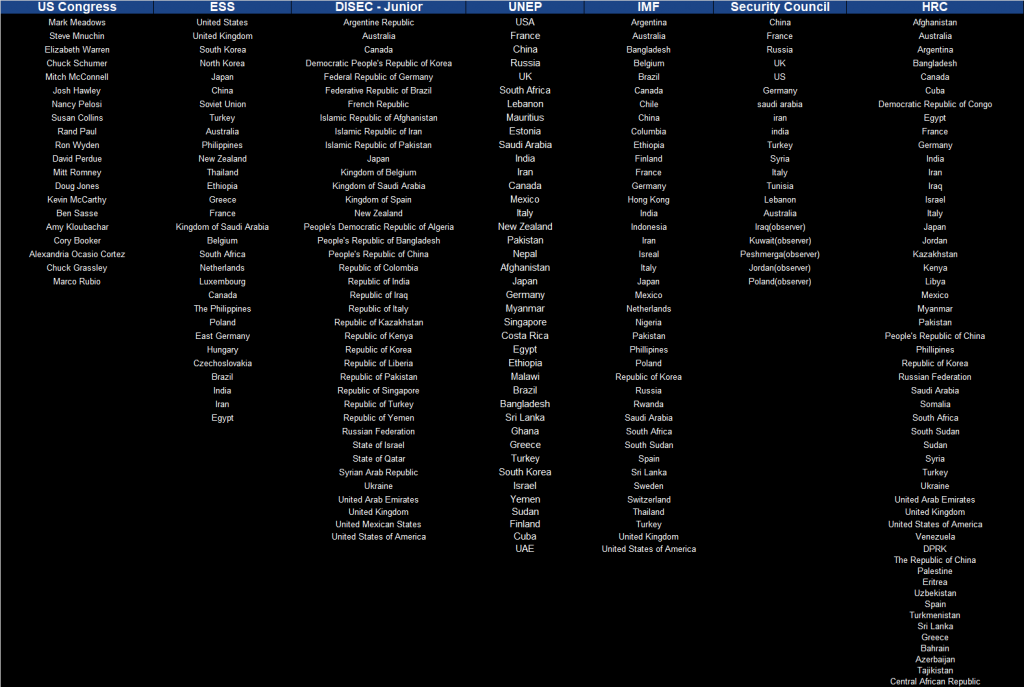 US Congress
Mark Meadows
Steve Mnuchin
Elizabeth Warren
Chuck Schumer
Mitch McConnell
Josh Hawley
Nancy Pelosi
Susan Collins
Rand Paul
Ron Wyden
David Perdue
Mitt Romney
Doug Jones
Kevin McCarthy
Ben Sasse
Amy Kloubachar
Cory Booker
Alexandria Ocasio Cortez
Chuck Grassley
Marco Rubio
ESS
United States
United Kingdom
South Korea
North Korea
Japan
China
Soviet Union
Turkey
Australia
Philippines
New Zealand
Thailand
Ethiopia
Greece
France
Kingdom of Saudi Arabia
Belgium
South Africa
Netherlands
Luxembourg
Canada
The Philippines
Poland
East Germany
Hungary
Czechoslovakia
Brazil
India
Iran
Egypt
DISEC - Junior
Argentine Republic
Australia
Canada
Democratic People's Republic of Korea
Federal Republic of Germany
Federative Republic of Brazil
French Republic
Islamic Republic of Afghanistan
Islamic Republic of Iran
Islamic Republic of Pakistan
Japan
Kingdom of Belgium
Kingdom of Saudi Arabia
Kingdom of Spain
New Zealand
People's Democratic Republic of Algeria
People's Republic of Bangladesh
People's Republic of China
Republic of Colombia
Republic of India
Republic of Iraq
Republic of Italy
Republic of Kazakhstan
Republic of Kenya
Republic of Korea
Republic of Liberia
Republic of Pakistan
Republic of Singapore
Republic of Turkey
Republic of Yemen
Russian Federation
State of Israel
State of Qatar
Syrian Arab Republic
Ukraine
United Arab Emirates
United Kingdom
United Mexican States
United States of America
UNEP
USA
France
China
Russia
UK
South Africa
Lebanon
Mauritius
Estonia
Saudi Arabia
India
Iran
Canada
Mexico
Italy
New Zealand
Pakistan
Nepal
Afghanistan
Japan
Germany
Myanmar
Singapore
Costa Rica
Egypt
Ethiopia
Malawi
Brazil
Bangladesh
Sri Lanka
Ghana
Greece
Turkey
South Korea
Israel
Yemen
Sudan
Finland
Cuba
UAE
IMF
Argentina
Australia
Bangladesh
Belgium
Brazil
Canada
Chile
China
Columbia
Ethiopia
Finland
France
Germany
Hong Kong
India
Indonesia
Iran
Isreal
Italy
Japan
Mexico
Netherlands
Nigeria
Pakistan
Phillipines
Poland
Republic of Korea
Russia
Rwanda
Saudi Arabia
South Africa
South Sudan
Spain
Sri Lanka
Sweden
Switzerland
Thailand
Turkey
United Kingdom
United States of America
Security Council
China
France
Russia
UK
US
Germany
saudi arabia
iran
india
Turkey
Syria
Italy
Tunisia
Lebanon
Australia
Iraq(observer)
Kuwait(observer)
Peshmerga(observer)
Jordan(observer)
Poland(observer)
HRC
Afghanistan
Australia
Argentina
Bangladesh
Canada
Cuba
Democratic Republic of Congo
Egypt
France
Germany
India
Iran
Iraq
Israel
Italy
Japan
Jordan
Kazakhstan
Kenya
Libya
Mexico
Myanmar
Pakistan
People's Republic of China
Phillipines
Republic of Korea
Russian Federation
Saudi Arabia
Somalia
South Africa
South Sudan
Sudan
Syria
Turkey
Ukraine
United Arab Emirates
United Kingdom
United States of America
Venezuela
DPRK
The Republic of China
Palestine
Eritrea
Uzbekistan
Spain
Turkmenistan
Sri Lanka
Greece
Bahrain
Azerbaijan
Tajikistan
Central African Republic